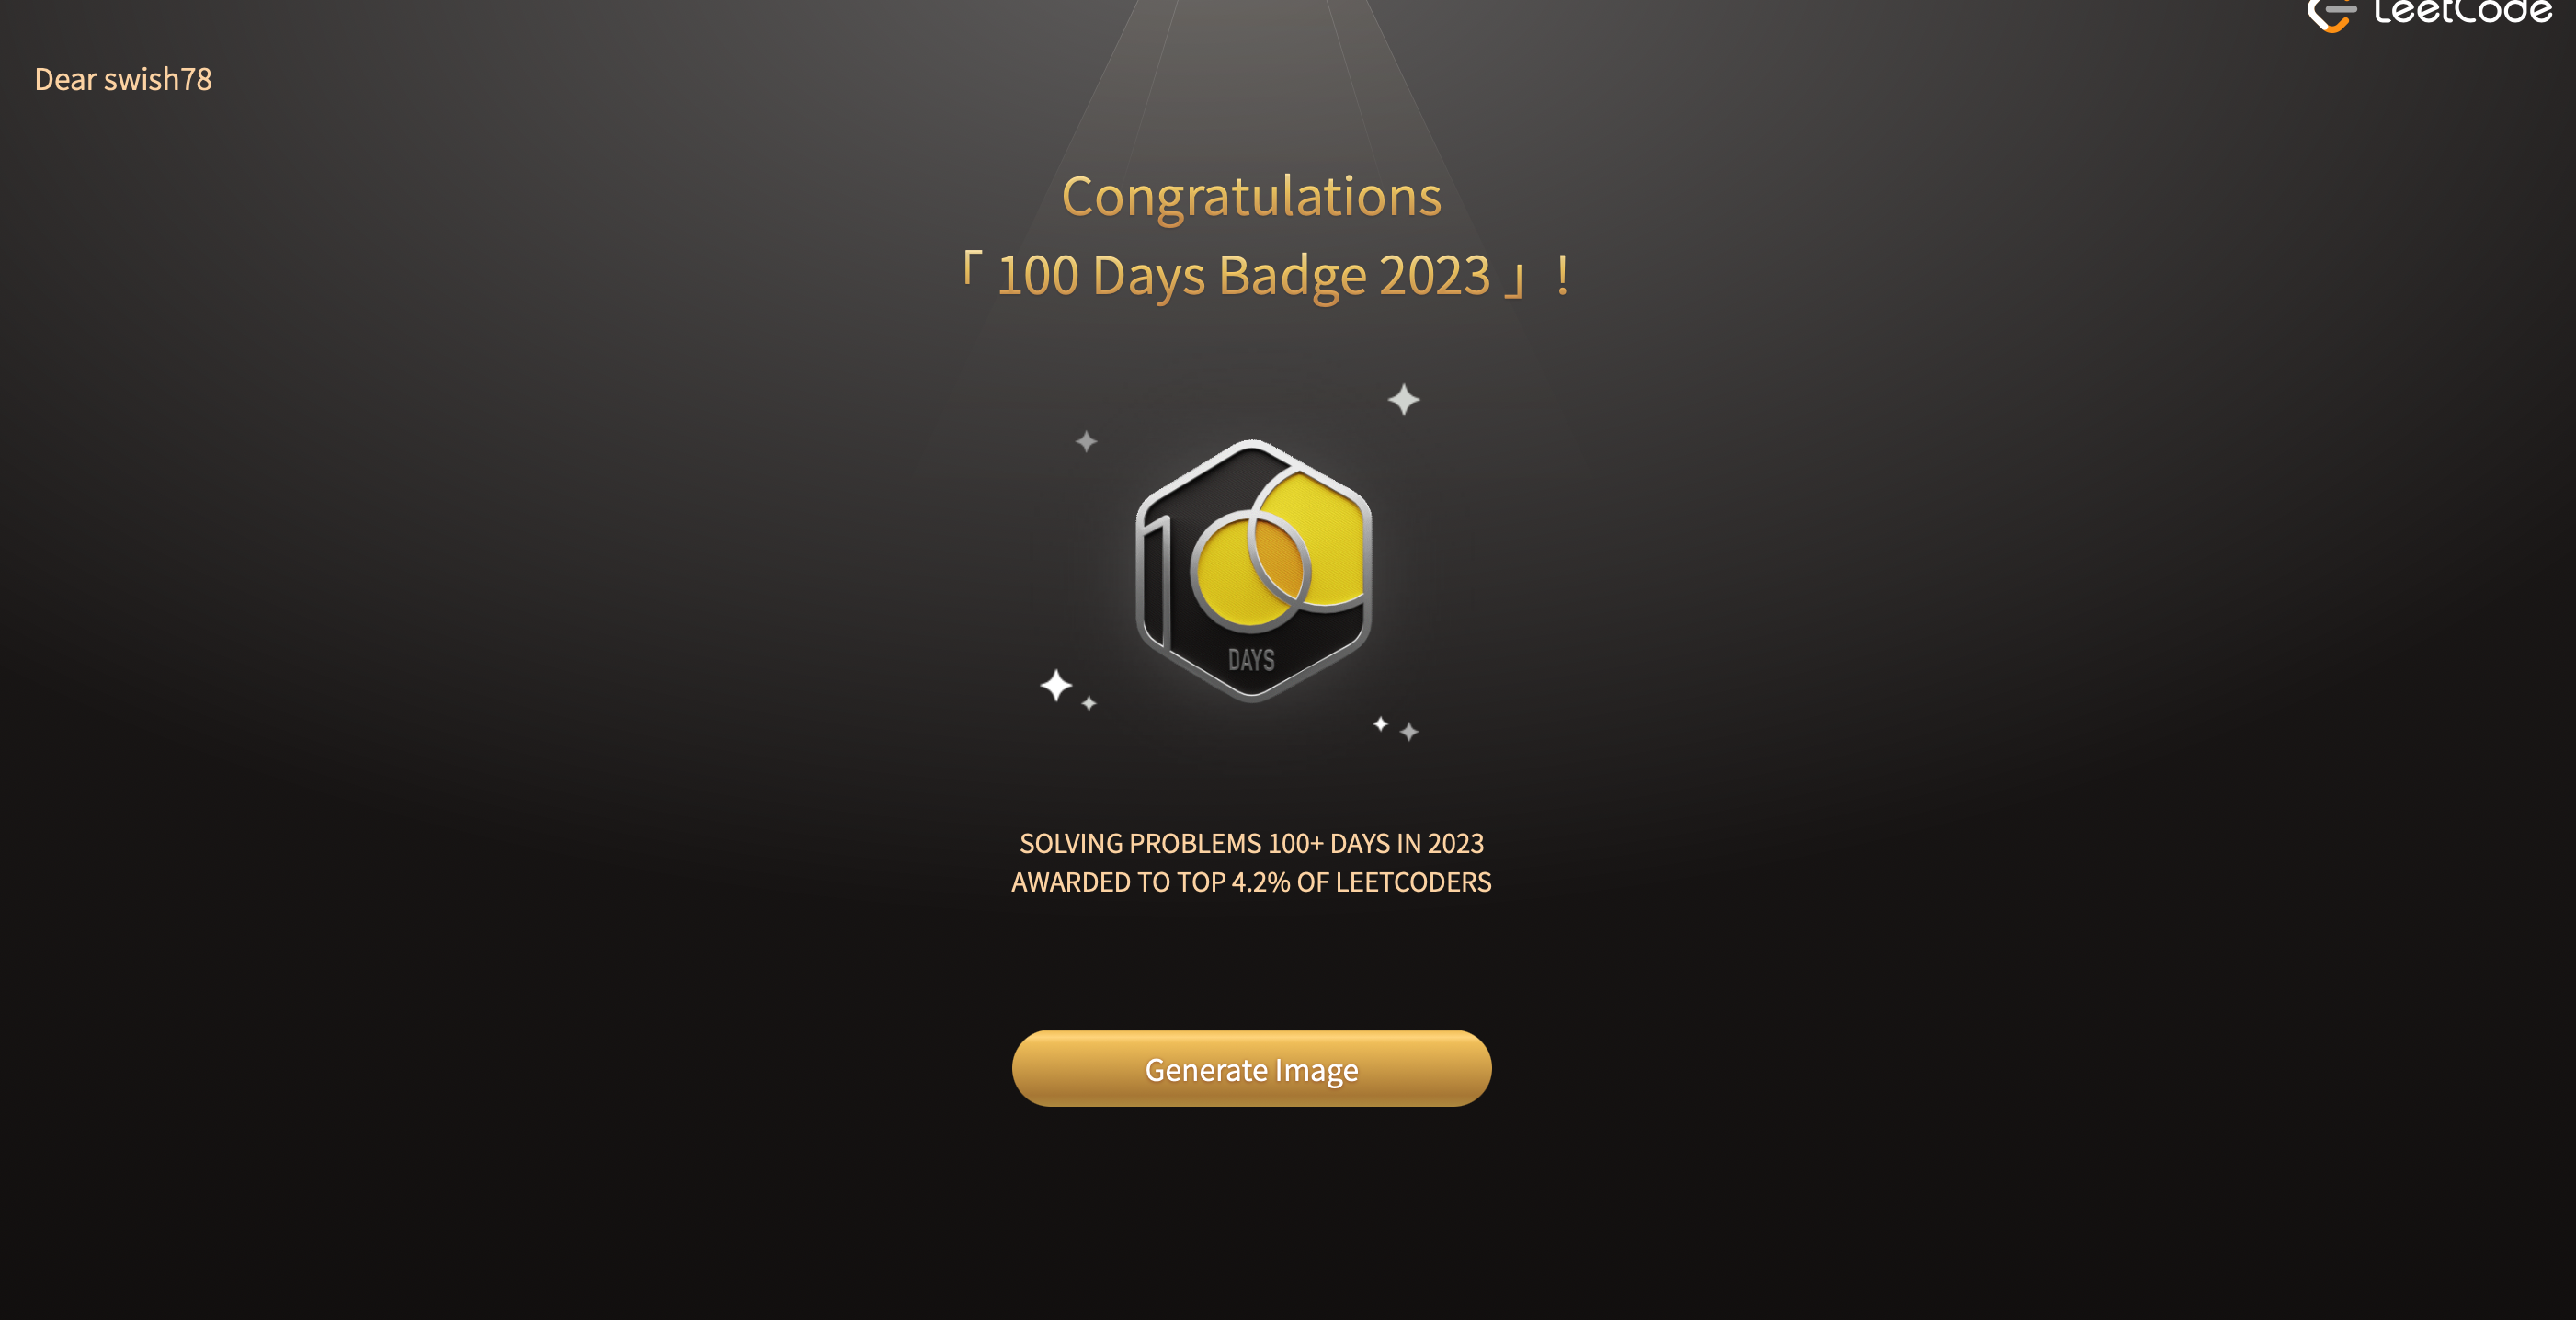 LeetCode
Dear swish78
Congratulations
「 100 Days Badge 2023 」!
100
DAYS
SOLVING PROBLEMS 100+ DAYS IN 2023
AWARDED TO TOP 4.2% OF LEETCODERS
Generate Image